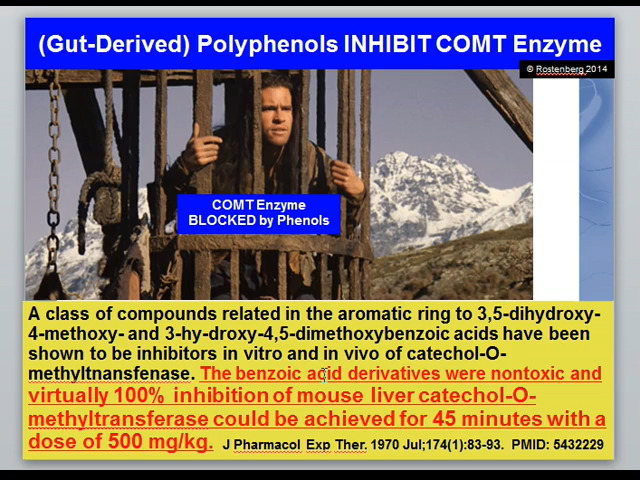 (Gut-Derived) Polyphenols INHIBIT COMT Enzyme
© Rostenberg 2014
COMT Enzyme
BLOCKED by Phenols
A class of compounds related in the aromatic ring to 3,5-dihydroxy-
4-methoxy- and 3-hy-droxy-4,5-dimethoxybenzoic acids have been
shown to be inhibitors in vitro and in vivo of catechol-O-
methyltnansfenase. The benzoic acid derivatives were nontoxic and
virtually 100% inhibition of mouse liver catechol-O-
methyltransferase could be achieved for 45 minutes with a
dose of 500 mg/kg. J Pharmacol Exp Ther. 1970 Jul;174(1):83-93. PMID: 5432229